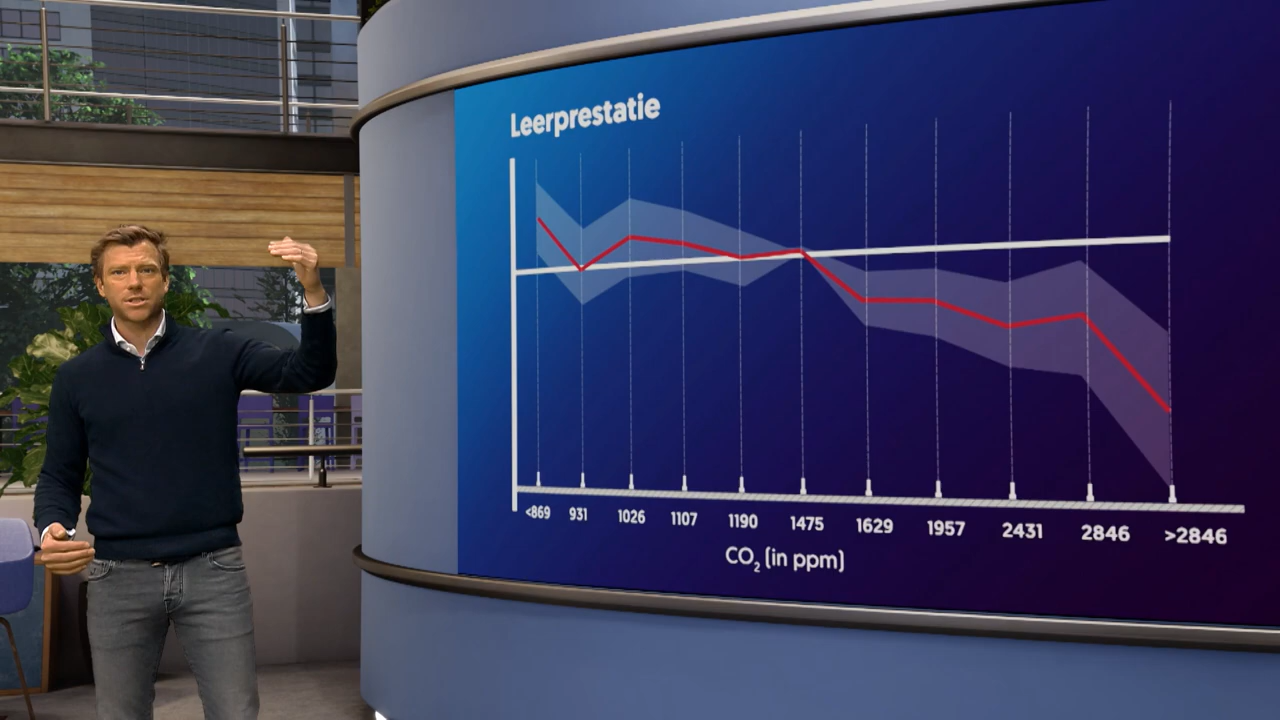 Leerprestatie
<869 931 1026 1107 1190 1475 1629 1957 2431 2846 >2846
CO₂ (in ppm)